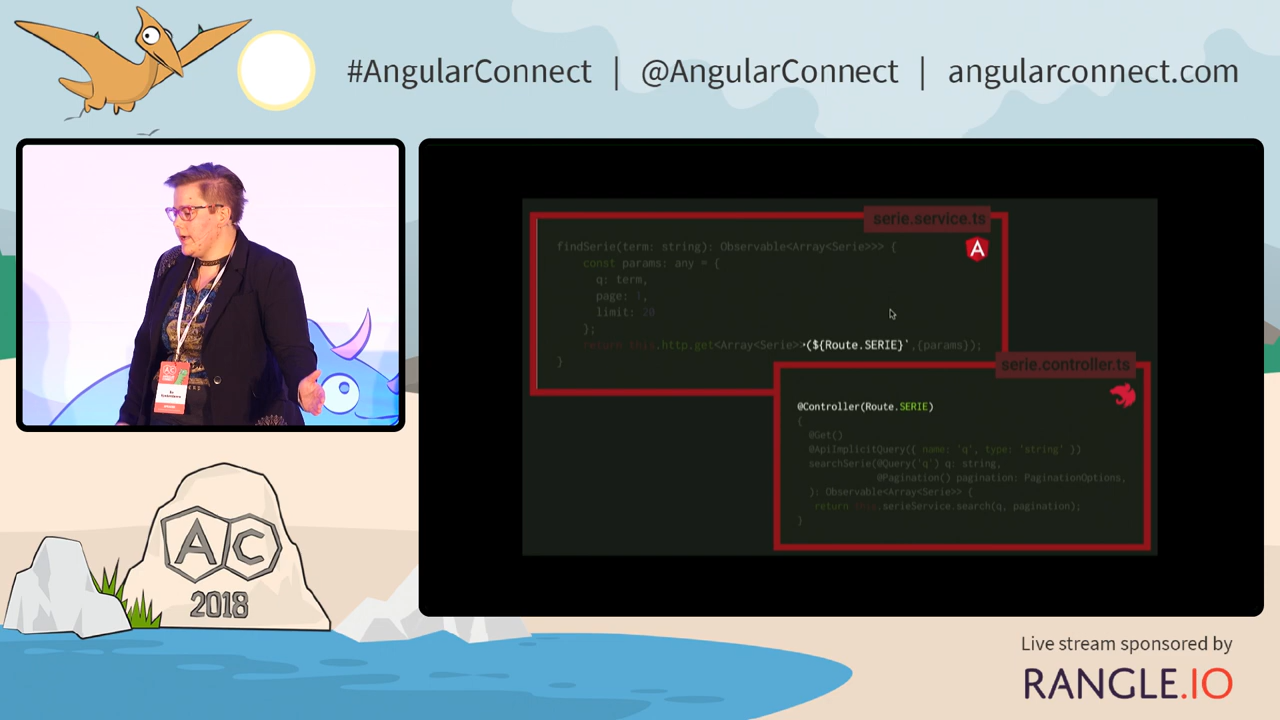 #AngularConnect | @AngularConnect | angularconnect.com
serie.service.ts
findSerie(term: string): Observable<Array<Serie>>> {
const params: any = {
q: term,
page: 1,
limit: 20
};
return this.http.get<Array<Serie>>(${Route.SERIE}`,{params});
}
serie.controller.ts
@Controller(Route.SERIE)
{
@Get()
@ApiImplicitQuery({ name: 'q', type: 'string' })
searchSerie(@Query('q') q: string,
@Pagination() pagination: PaginationOptions,
): Observable<Array<Serie>> {
return this.serieService.search(q, pagination);
}
AC
2018
Live stream sponsored by
RANGLE.IO